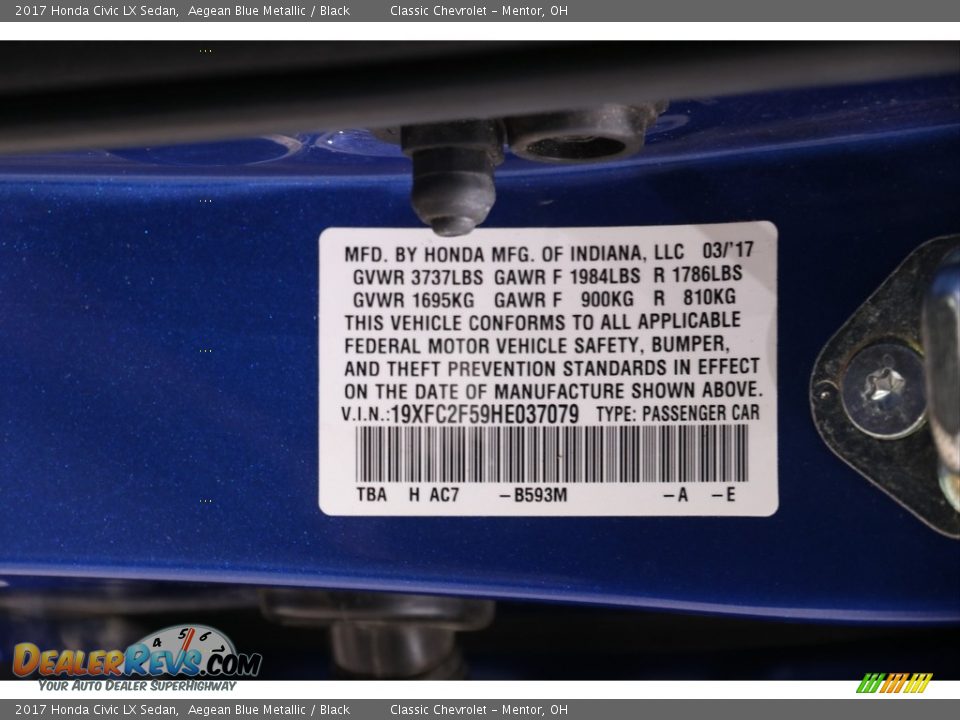 2017 Honda Civic LX Sedan, Aegean Blue Metallic / Black Classic Chevrolet - Mentor, OH
MFD. BY HONDA MFG. OF INDIANA, LLC 03/'17
GVWR 3737LBS GAWR F 1984LBS R 1786LBS
GVWR 1695KG GAWR F 900KG R 810KG
THIS VEHICLE CONFORMS TO ALL APPLICABLE
FEDERAL MOTOR VEHICLE SAFETY, BUMPER,
AND THEFT PREVENTION STANDARDS IN EFFECT
ON THE DATE OF MANUFACTURE SHOWN ABOVE.
V.I.N.:19XFC2F59HE037079 TYPE: PASSENGER CAR
TBA H AC7 -B593M -A -E
4 5 6
DEALERREVS.COM
YOUR AUTO DEALER SUPERHIGHWAY
2017 Honda Civic LX Sedan, Aegean Blue Metallic / Black Classic Chevrolet - Mentor, OH